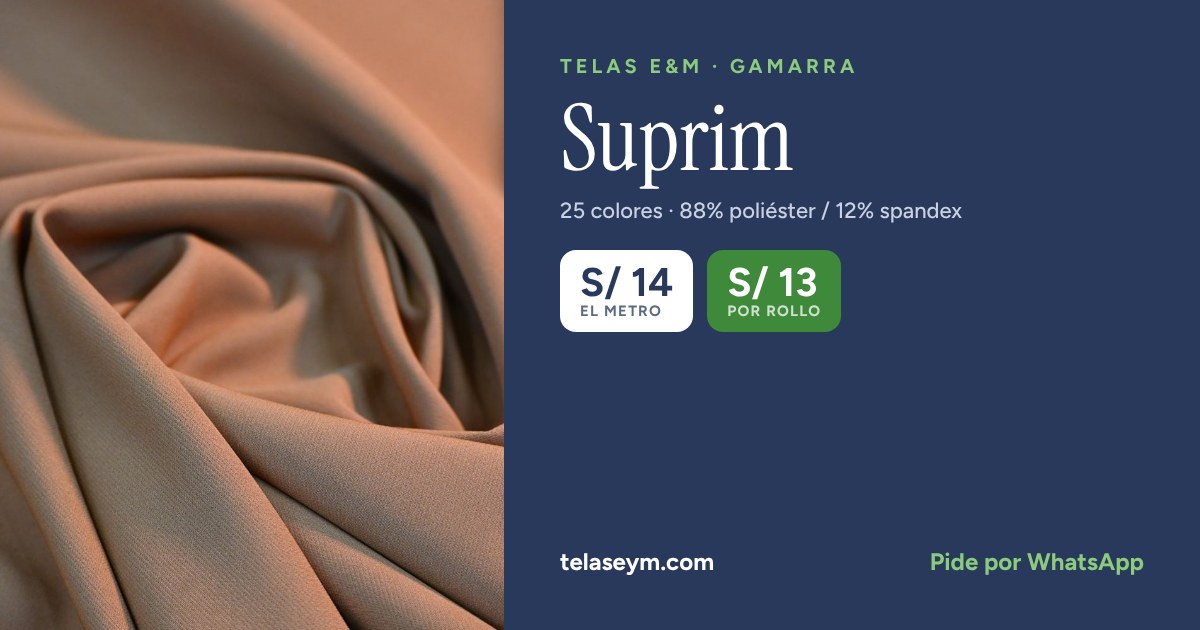 TELAS E&M · GAMARRA
Suprim
25 colores · 88% poliéster / 12% spandex
S/ 14
EL METRO
S/ 13
POR ROLLO
telaseym.com
Pide por WhatsApp